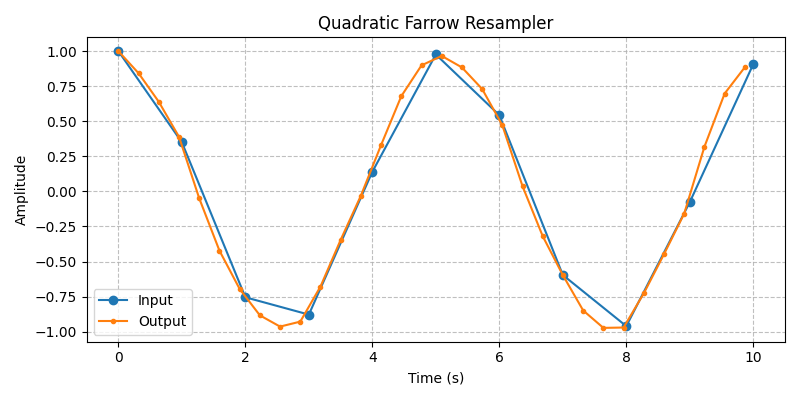 Quadratic Farrow Resampler
Amplitude
1.00
0.75
0.50
0.25
0.00
−0.25
−0.50
−0.75
−1.00
Input
Output
0 2 4 6 8 10
Time (s)